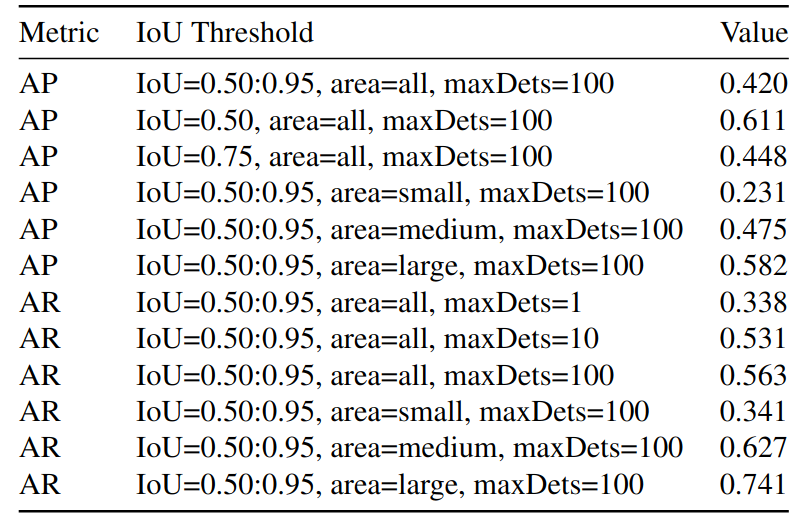 Metric IoU Threshold Value
AP IoU=0.50:0.95, area=all, maxDets=100 0.420
AP IoU=0.50, area=all, maxDets=100 0.611
AP IoU=0.75, area=all, maxDets=100 0.448
AP IoU=0.50:0.95, area=small, maxDets=100 0.231
AP IoU=0.50:0.95, area=medium, maxDets=100 0.475
AP IoU=0.50:0.95, area=large, maxDets=100 0.582
AR IoU=0.50:0.95, area=all, maxDets=1 0.338
AR IoU=0.50:0.95, area=all, maxDets=10 0.531
AR IoU=0.50:0.95, area=all, maxDets=100 0.563
AR IoU=0.50:0.95, area=small, maxDets=100 0.341
AR IoU=0.50:0.95, area=medium, maxDets=100 0.627
AR IoU=0.50:0.95, area=large, maxDets=100 0.741